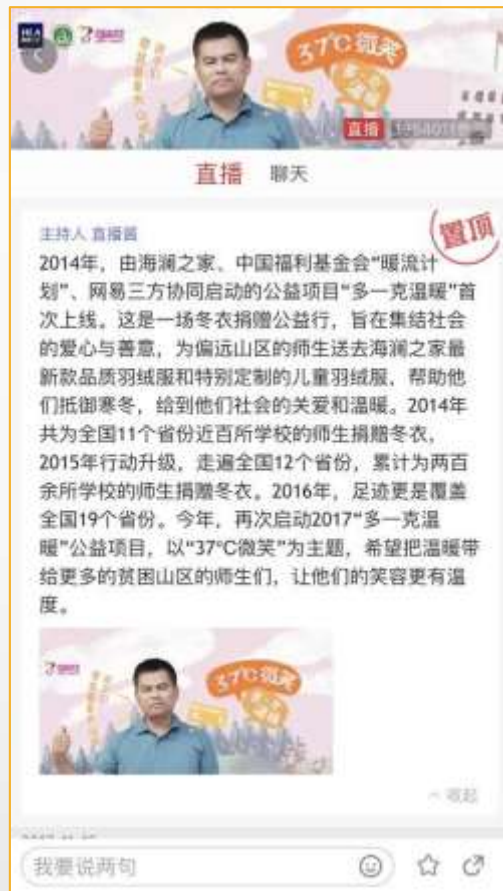 HLA
37℃微笑
直播
直播 聊天
置顶
主持人 直播酱
2014年，由海澜之家、中国福利基金会“暖流计
划”、网易三方协同启动的公益项目“多一克温暖”首
次上线。这是一场冬衣捐赠公益行，旨在集结社会
的爱心与善意，为偏远山区的师生送去海澜之家最
新款品质羽绒服和特别定制的儿童羽绒服，帮助他
们抵御寒冬，给到他们社会的关爱和温暖。2014年
共为全国11个省份近百所学校的师生捐赠冬衣，
2015年行动升级，走遍全国12个省份，累计为两百
余所学校的师生捐赠冬衣。2016年，足迹更是覆盖
全国19个省份。今年，再次启动2017“多一克温
暖”公益项目，以“37℃微笑”为主题，希望把温暖带
给更多的贫困山区的师生们，让他们的笑容更有温
度。
37℃微笑
收起
我要说两句